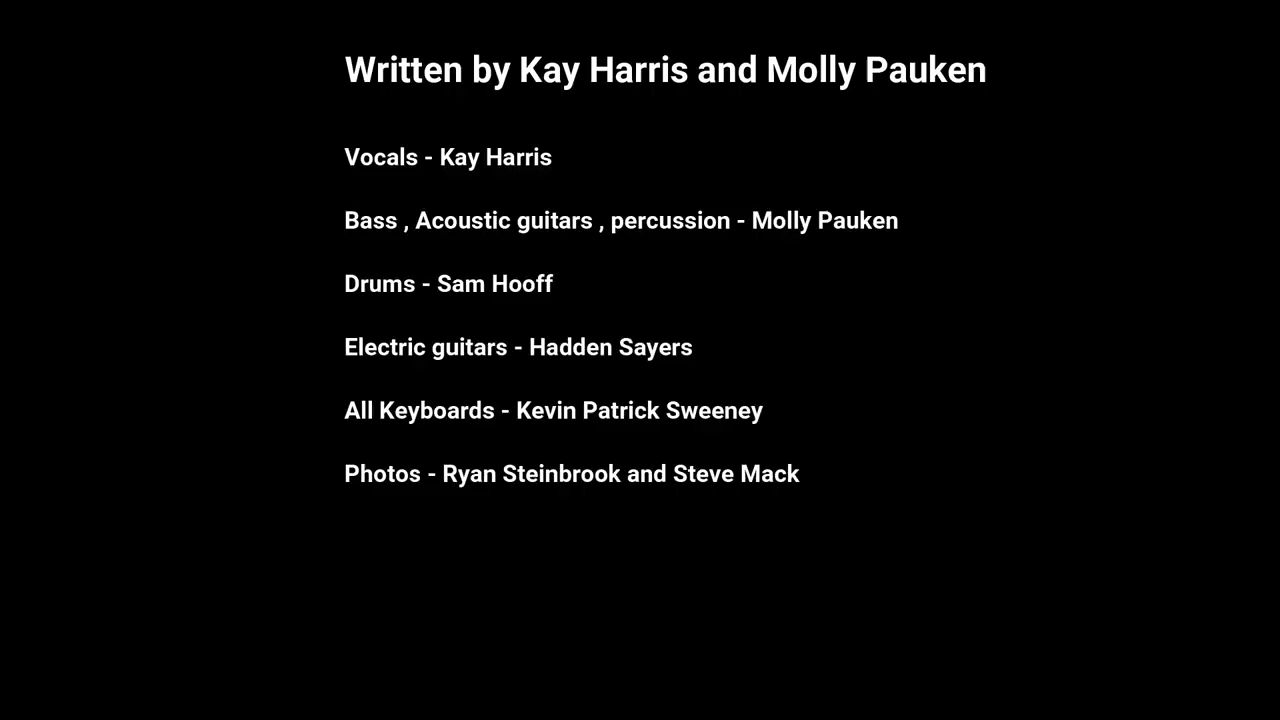 Written by Kay Harris and Molly Pauken
Vocals - Kay Harris
Bass , Acoustic guitars , percussion - Molly Pauken
Drums - Sam Hooff
Electric guitars - Hadden Sayers
All Keyboards - Kevin Patrick Sweeney
Photos - Ryan Steinbrook and Steve Mack